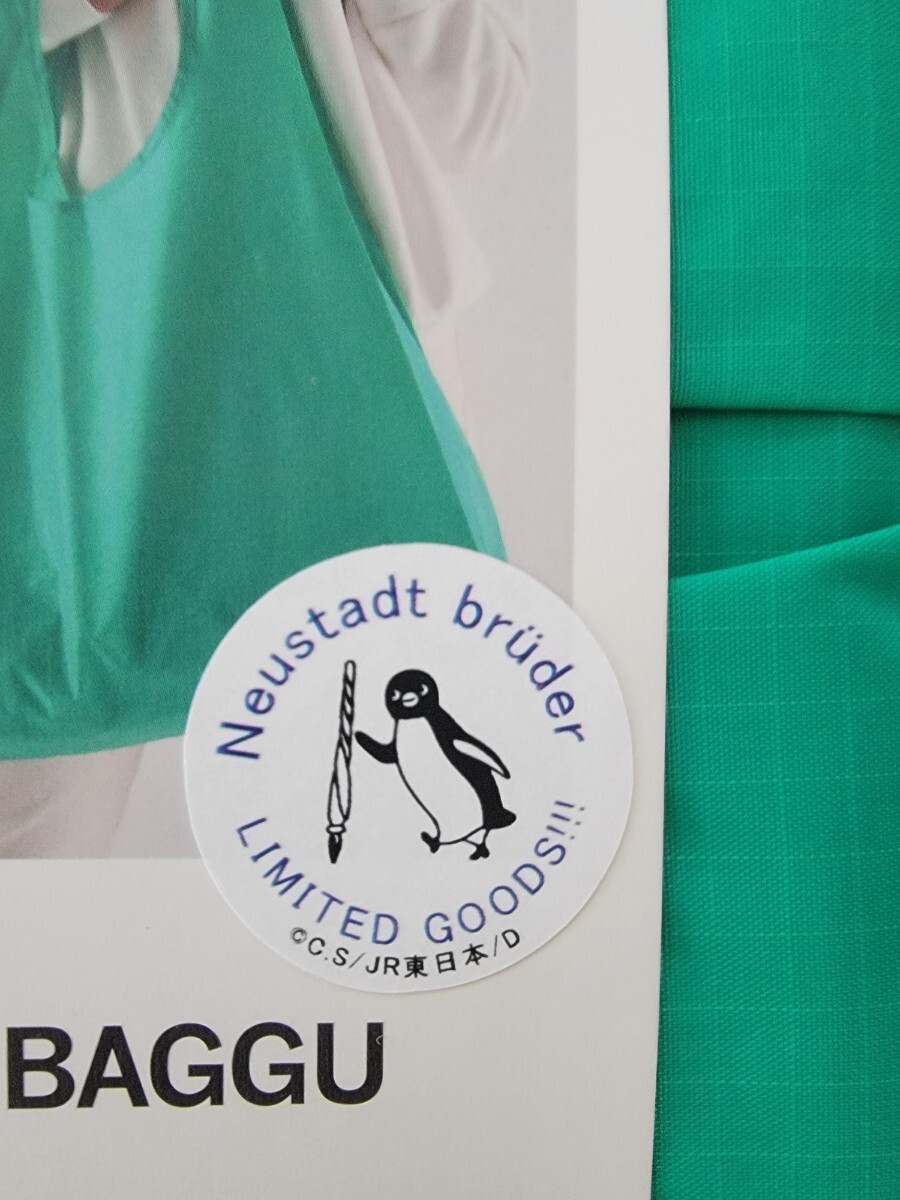 Neustadt brüder
LIMITED GOODS!!!
©C.S/JR東日本/D
BAGGU